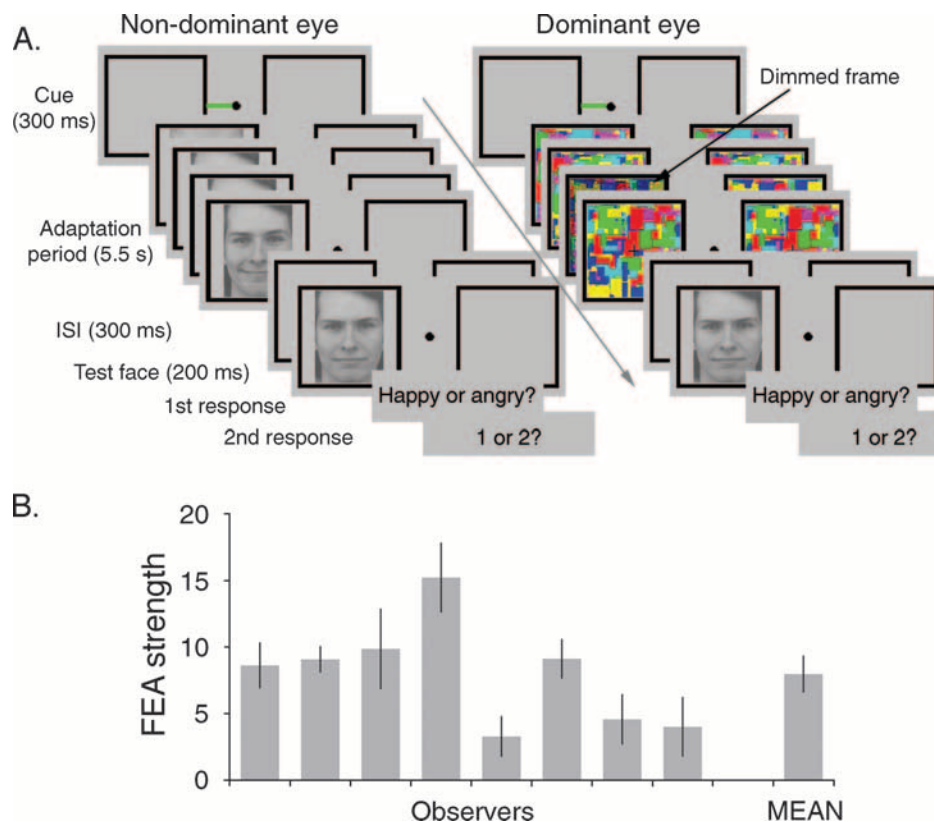 A.
Non-dominant eye
Dominant eye
Dimmed frame
Cue
(300 ms)
Adaptation
period (5.5 s)
ISI (300 ms)
Test face (200 ms)
1st response
2nd response
Happy or angry?
1 or 2?
Happy or angry?
1 or 2?
B.
FEA strength
20
15
10
5
0
Observers
MEAN